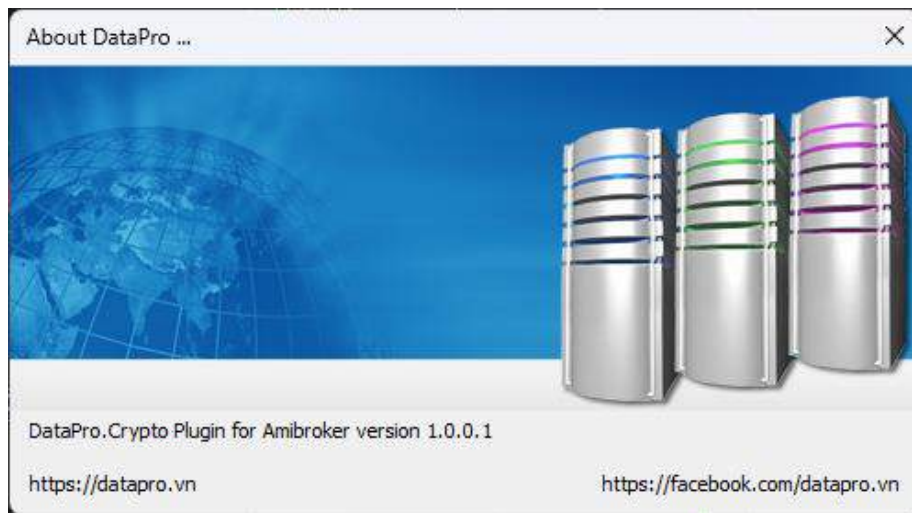 About DataPro ...
DataPro.Crypto Plugin for Amibroker version 1.0.0.1
https://datapro.vn
https://facebook.com/datapro.vn